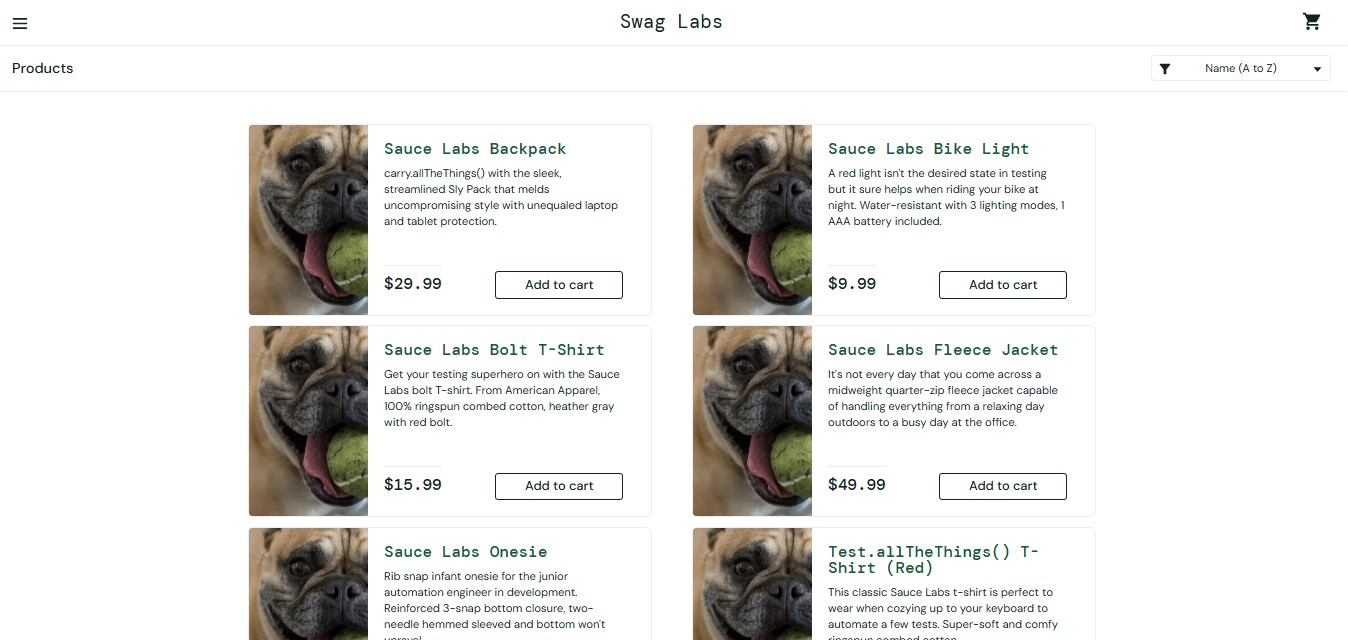 Swag Labs
Products
Name (A to Z)
Sauce Labs Backpack
carry.allTheThings() with the sleek,
streamlined Sly Pack that melds
uncompromising style with unequaled laptop
and tablet protection.
$29.99
Add to cart
Sauce Labs Bike Light
A red light isn't the desired state in testing
but it sure helps when riding your bike at
night. Water-resistant with 3 lighting modes, 1
AAA battery included.
$9.99
Add to cart
Sauce Labs Bolt T-Shirt
Get your testing superhero on with the Sauce
Labs bolt T-shirt. From American Apparel,
100% ringspun combed cotton, heather gray
with red bolt.
$15.99
Add to cart
Sauce Labs Fleece Jacket
It's not every day that you come across a
midweight quarter-zip fleece jacket capable
of handling everything from a relaxing day
outdoors to a busy day at the office.
$49.99
Add to cart
Sauce Labs Onesie
Rib snap infant onesie for the junior
automation engineer in development.
Reinforced 3-snap bottom closure, two-
needle hemmed sleeved and bottom won't
unravel.
Test.allTheThings() T-
Shirt (Red)
This classic Sauce Labs t-shirt is perfect to
wear when cozying up to your keyboard to
automate a few tests. Super-soft and comfy
ringspun combed cotton.